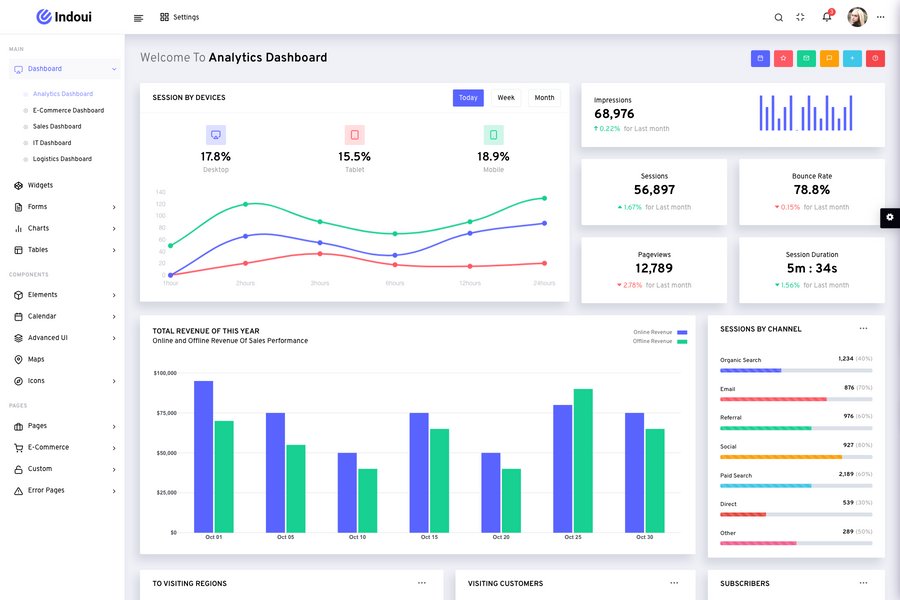 Indoui
Settings
3
MAIN
Dashboard
Analytics Dashboard
E-Commerce Dashboard
Sales Dashboard
IT Dashboard
Logistics Dashboard
Widgets
Forms
Charts
Tables
COMPONENTS
Elements
Calendar
Advanced UI
Maps
Icons
PAGES
Pages
E-Commerce
Custom
Error Pages
Welcome To Analytics Dashboard
SESSION BY DEVICES
Today Week Month
17.8% 15.5% 18.9%
Desktop Tablet Mobile
140
120
100
80
60
40
20
0
1hour 2hours 3hours 6hours 12hours 24hours
Impressions
68,976
0.22% for Last month
Sessions
56,897
1.67% for Last month
Bounce Rate
78.8%
0.15% for Last month
Pageviews
12,789
2.78% for Last month
Session Duration
5m : 34s
1.56% for Last month
TOTAL REVENUE OF THIS YEAR
Online and Offline Revenue Of Sales Performance
Online Revenue
Offline Revenue
$100,000
$75,000
$50,000
$25,000
$0
Oct 01 Oct 05 Oct 10 Oct 15 Oct 20 Oct 25 Oct 30
SESSIONS BY CHANNEL
Organic Search 1,234 (40%)
Email 876 (70%)
Referral 976 (60%)
Social 927 (80%)
Paid Search 2,189 (60%)
Direct 539 (30%)
Other 289 (50%)
TO VISITING REGIONS
VISITING CUSTOMERS
SUBSCRIBERS